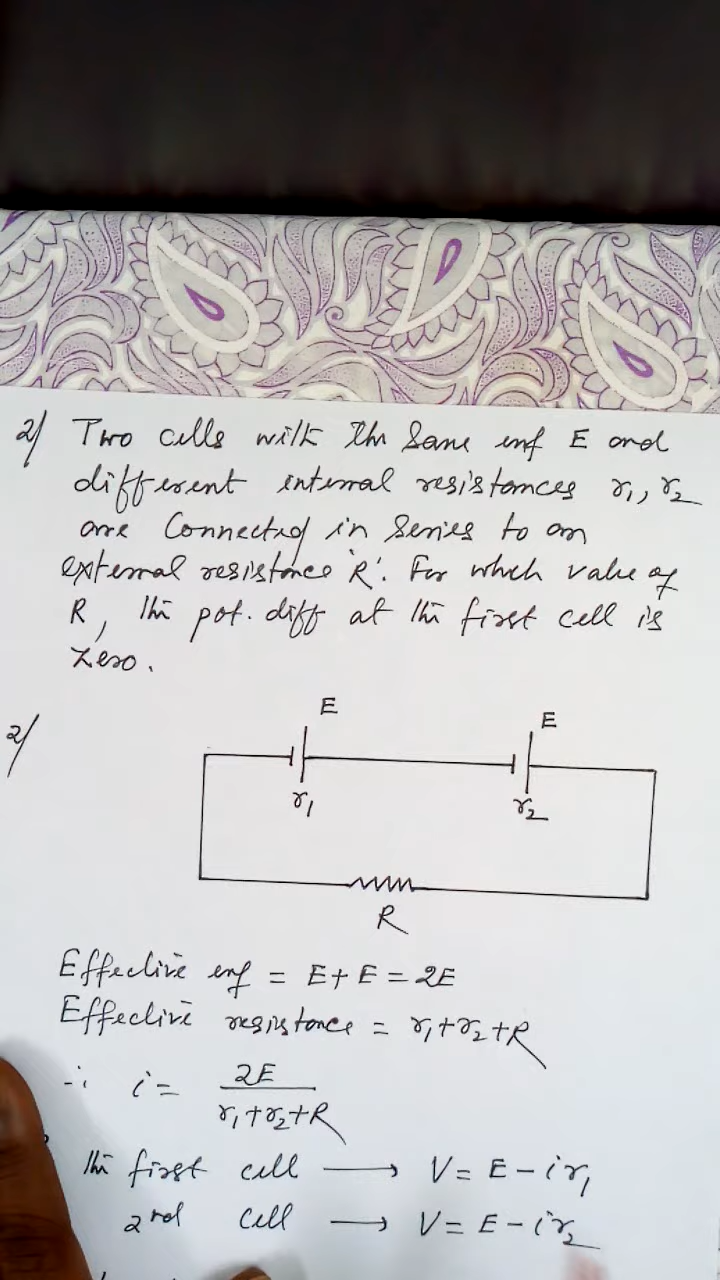 2/ Two cells with the same emf E and
different internal resistances r₁, r₂
are connected in series to an
external resistance 'R'. For which value of
R, the pot. diff at the first cell is
zero.
2/
E
E
r₁
r₂
R
Effective emf = E+E = 2E
Effective resistance = r₁+r₂+R
∴ i = 2E / r₁+r₂+R
The first cell ⟶ V = E - ir₁
2nd cell ⟶ V = E - ir₂